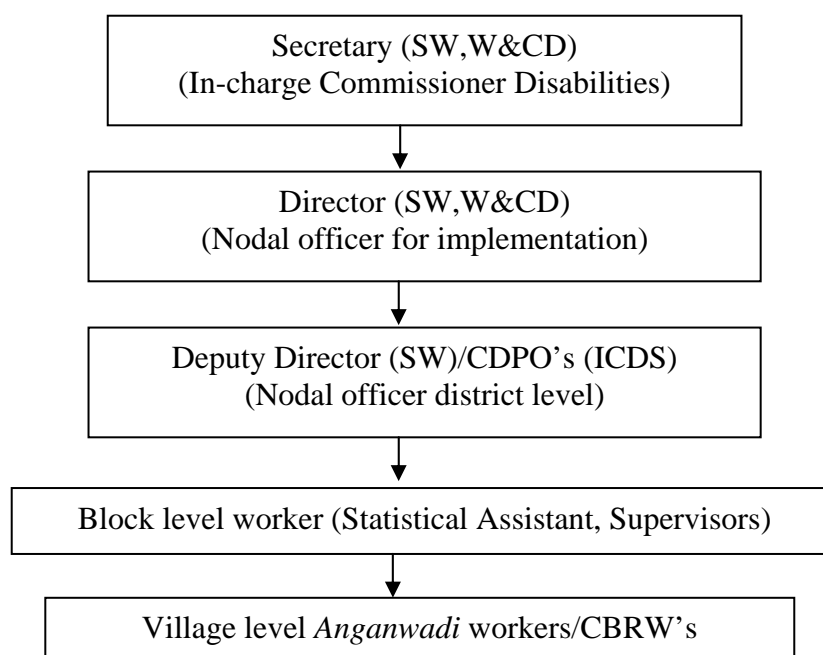 Secretary (SW,W&CD)
(In-charge Commissioner Disabilities)
Director (SW,W&CD)
(Nodal officer for implementation)
Deputy Director (SW)/CDPO’s (ICDS)
(Nodal officer district level)
Block level worker (Statistical Assistant, Supervisors)
Village level Anganwadi workers/CBRW’s